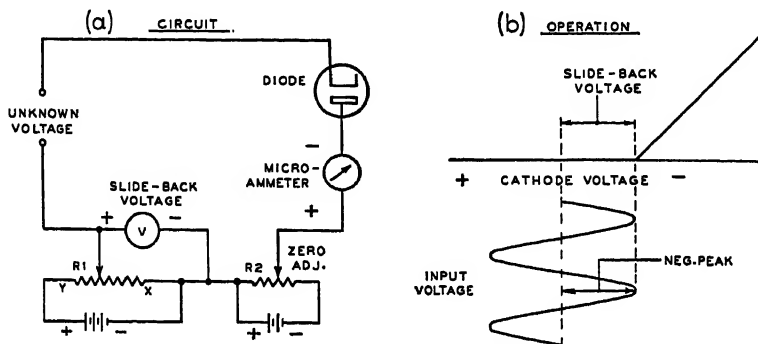 (a) CIRCUIT.
DIODE
UNKNOWN
VOLTAGE
-
MICRO-
AMMETER
+
SLIDE-BACK
VOLTAGE
+ V -
R1
Y X
R2
ZERO
ADJ.
+ -
+ -
(b) OPERATION
SLIDE-BACK
VOLTAGE
+ CATHODE VOLTAGE -
INPUT
VOLTAGE
NEG. PEAK